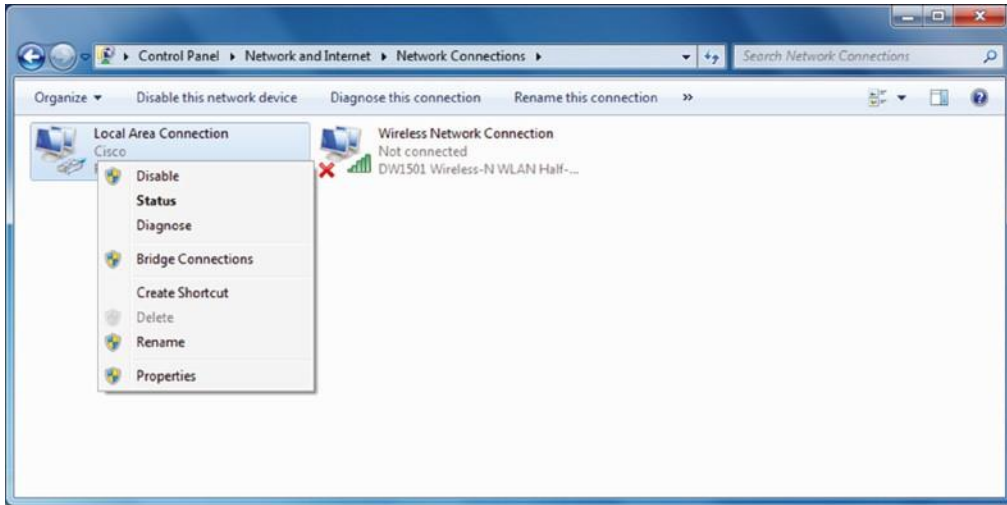 Control Panel ▸ Network and Internet ▸ Network Connections ▸
Search Network Connections
Organize ▾ Disable this network device Diagnose this connection Rename this connection »
Local Area Connection
Cisco
Wireless Network Connection
Not connected
DW1501 Wireless-N WLAN Half-...
Disable
Status
Diagnose
Bridge Connections
Create Shortcut
Delete
Rename
Properties